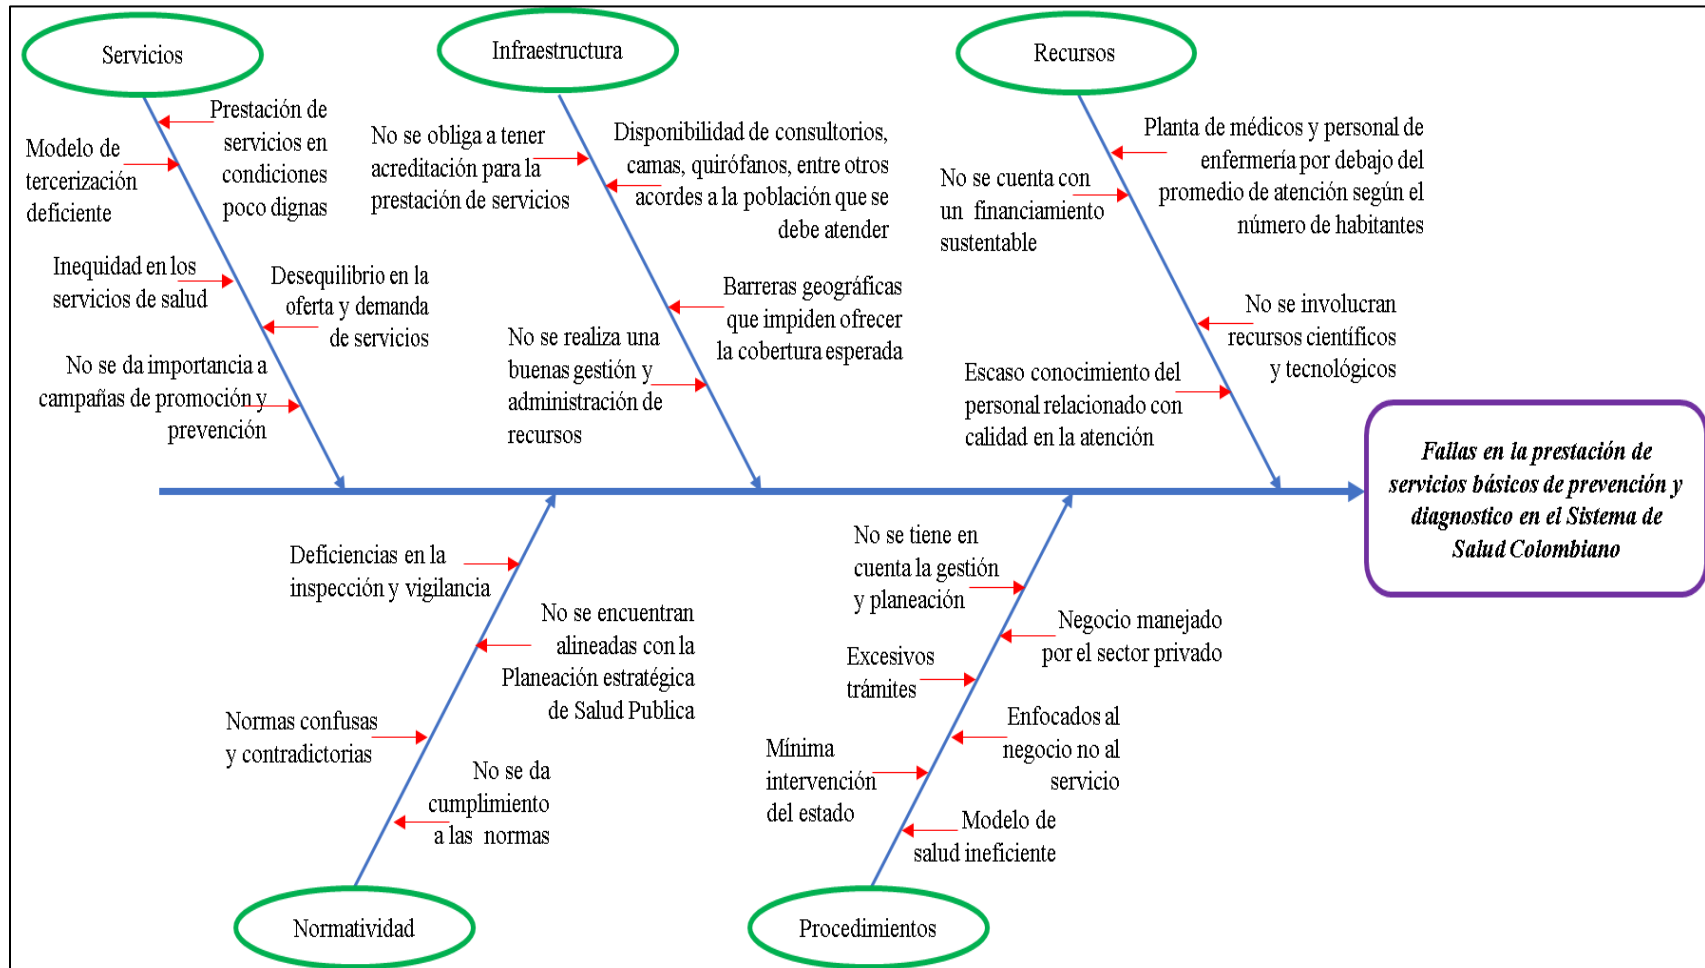 Servicios
Infraestructura
Recursos
Prestación de
servicios en
condiciones
poco dignas
Modelo de
tercerización
deficiente
Inequidad en los
servicios de salud
Desequilibrio en la
oferta y demanda
de servicios
No se da importancia a
campañas de promoción y
prevención
No se obliga a tener
acreditación para la
prestación de servicios
Disponibilidad de consultorios,
camas, quirófanos, entre otros
acordes a la población que se
debe atender
Barreras geográficas
que impiden ofrecer
la cobertura esperada
No se realiza una
buenas gestión y
administración de
recursos
Planta de médicos y personal de
enfermería por debajo del
promedio de atención según el
número de habitantes
No se cuenta con
un financiamiento
sustentable
No se involucran
recursos científicos
y tecnológicos
Escaso conocimiento del
personal relacionado con
calidad en la atención
Fallas en la prestación de
servicios básicos de prevención y
diagnostico en el Sistema de
Salud Colombiano
Deficiencias en la
inspección y vigilancia
No se encuentran
alineadas con la
Planeación estratégica
de Salud Publica
Normas confusas
y contradictorias
No se da
cumplimiento
a las normas
No se tiene en
cuenta la gestión
y planeación
Negocio manejado
por el sector privado
Excesivos
trámites
Enfocados al
negocio no al
servicio
Mínima
intervención
del estado
Modelo de
salud ineficiente
Normatividad
Procedimientos